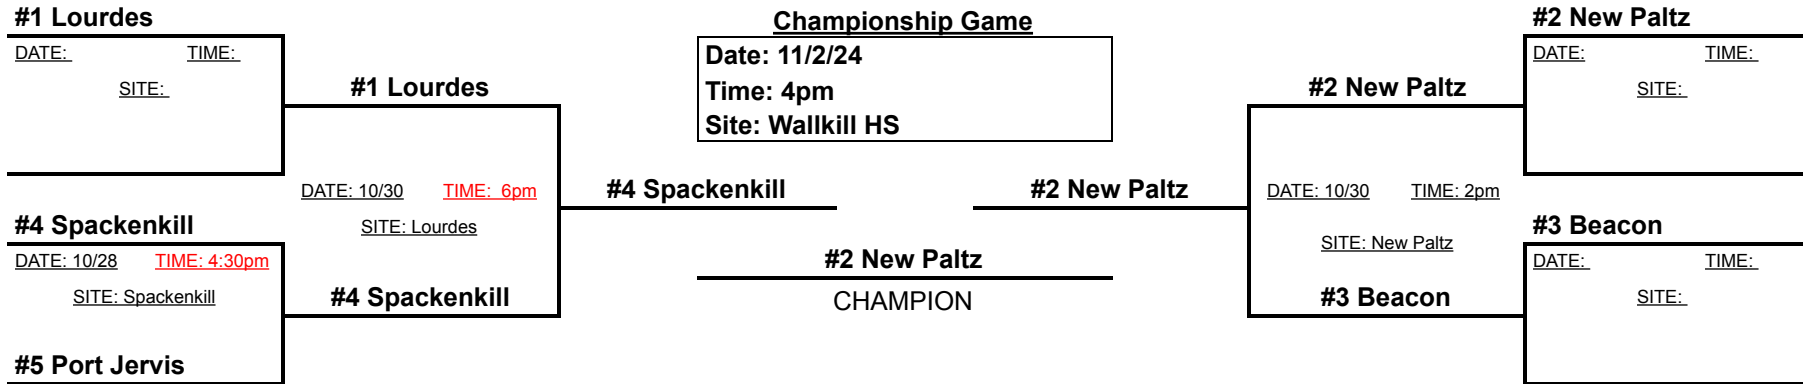 #1 Lourdes
DATE: TIME:
SITE:
#1 Lourdes
DATE: 10/30 TIME: 6pm
SITE: Lourdes
#4 Spackenkill
DATE: 10/28 TIME: 4:30pm
SITE: Spackenkill
#4 Spackenkill
#5 Port Jervis
#4 Spackenkill
Championship Game
Date: 11/2/24
Time: 4pm
Site: Wallkill HS
#2 New Paltz
CHAMPION
#2 New Paltz
#2 New Paltz
DATE: 10/30 TIME: 2pm
SITE: New Paltz
#3 Beacon
#2 New Paltz
DATE: TIME:
SITE:
#3 Beacon
DATE: TIME:
SITE: